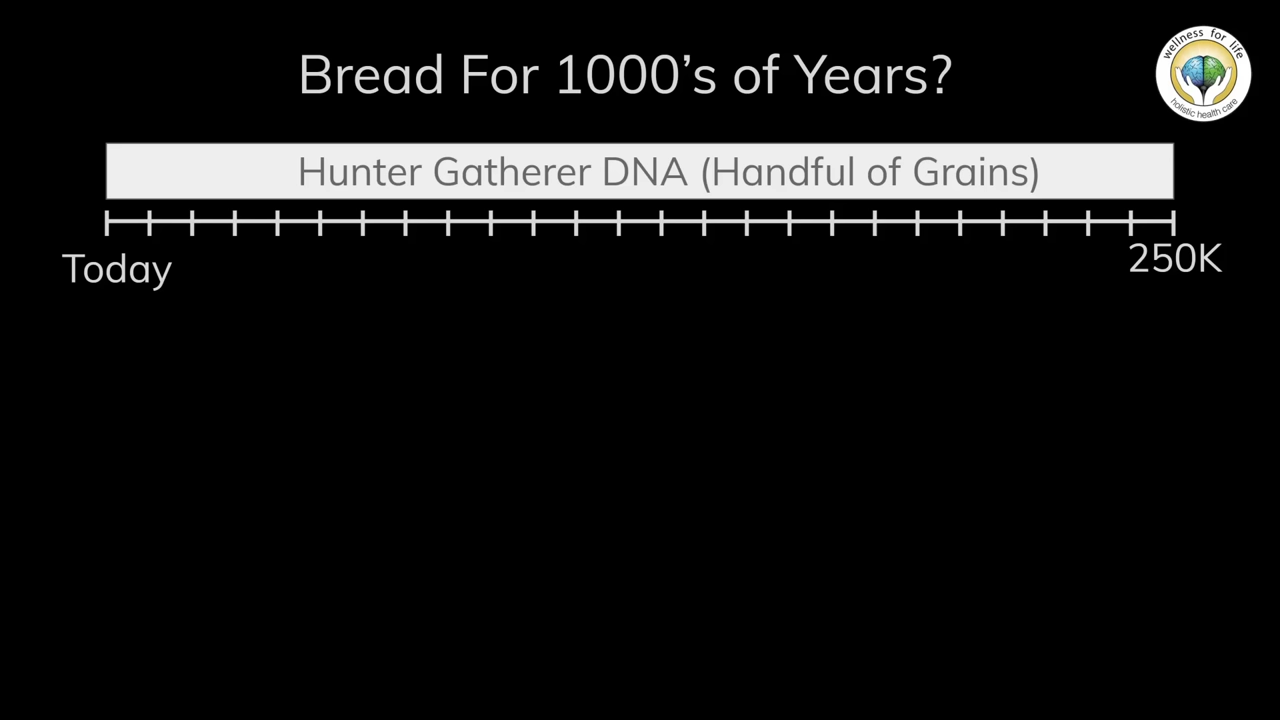 Bread For 1000’s of Years?
wellness for life
holistic health care
Hunter Gatherer DNA (Handful of Grains)
Today
250K